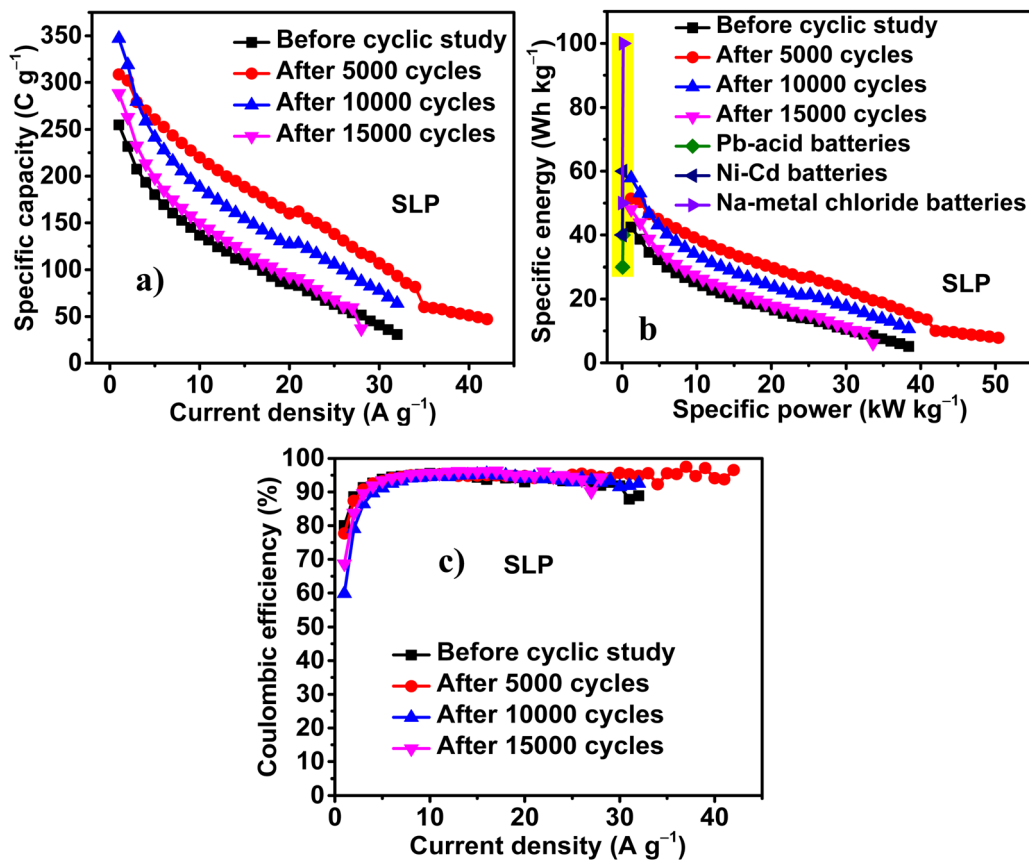 Specific capacity (C g⁻¹)
350
300
250
200
150
100
50
0
Before cyclic study
After 5000 cycles
After 10000 cycles
After 15000 cycles
SLP
a)
0 10 20 30 40
Current density (A g⁻¹)
Specific energy (Wh kg⁻¹)
100
80
60
40
20
0
Before cyclic study
After 5000 cycles
After 10000 cycles
After 15000 cycles
Pb-acid batteries
Ni-Cd batteries
Na-metal chloride batteries
SLP
b
0 10 20 30 40 50
Specific power (kW kg⁻¹)
Coulombic efficiency (%)
100
90
80
70
60
50
40
30
20
10
0
c) SLP
Before cyclic study
After 5000 cycles
After 10000 cycles
After 15000 cycles
0 10 20 30 40
Current density (A g⁻¹)